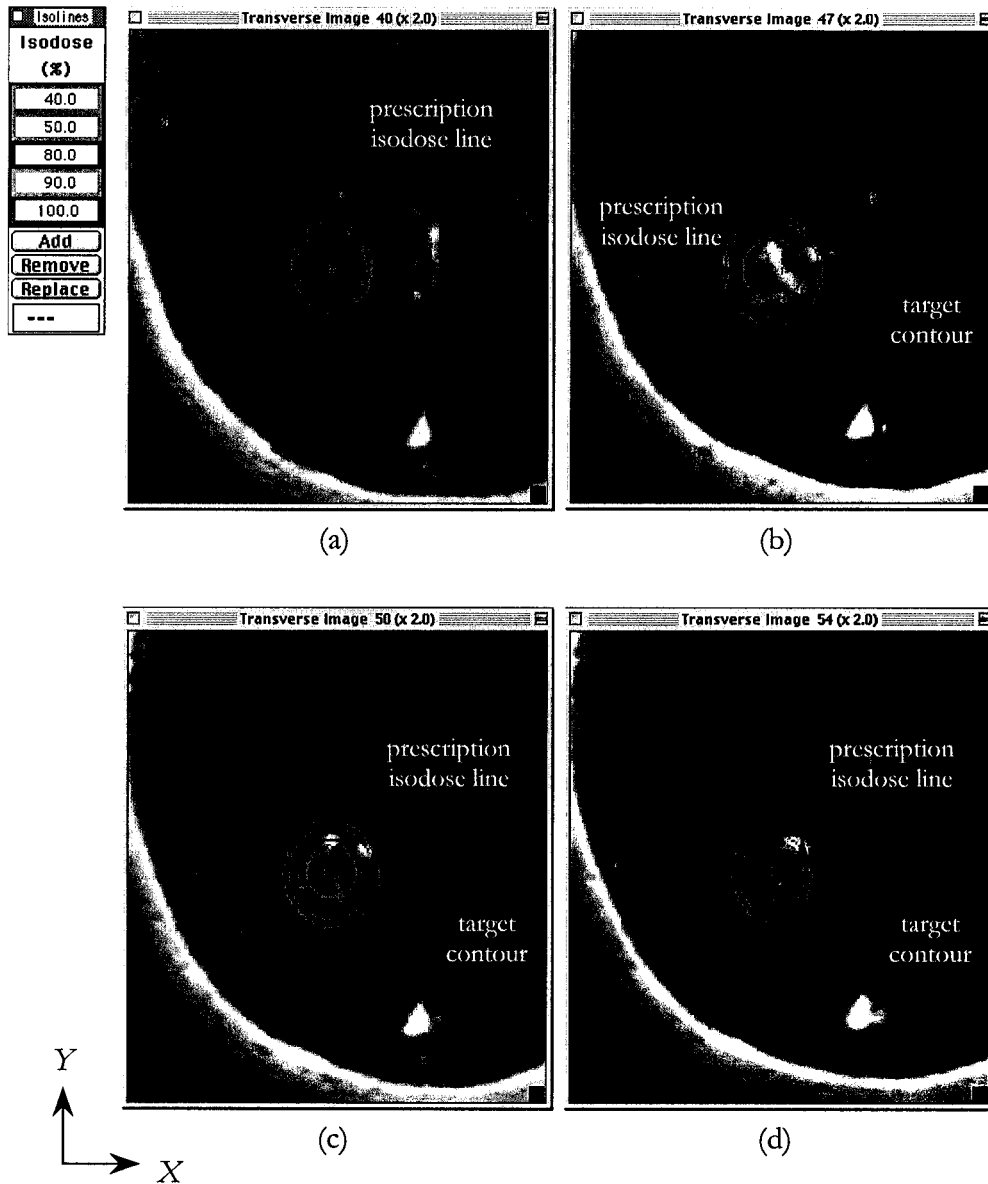 Isolines
Isodose
(%)
40.0
50.0
80.0
90.0
100.0
Add
Remove
Replace
---
Transverse Image 40 (x 2.0)
prescription
isodose line
(a)
Transverse Image 47 (x 2.0)
prescription
isodose line
target
contour
(b)
Transverse Image 50 (x 2.0)
prescription
isodose line
target
contour
(c)
Transverse Image 54 (x 2.0)
prescription
isodose line
target
contour
(d)
Y
X